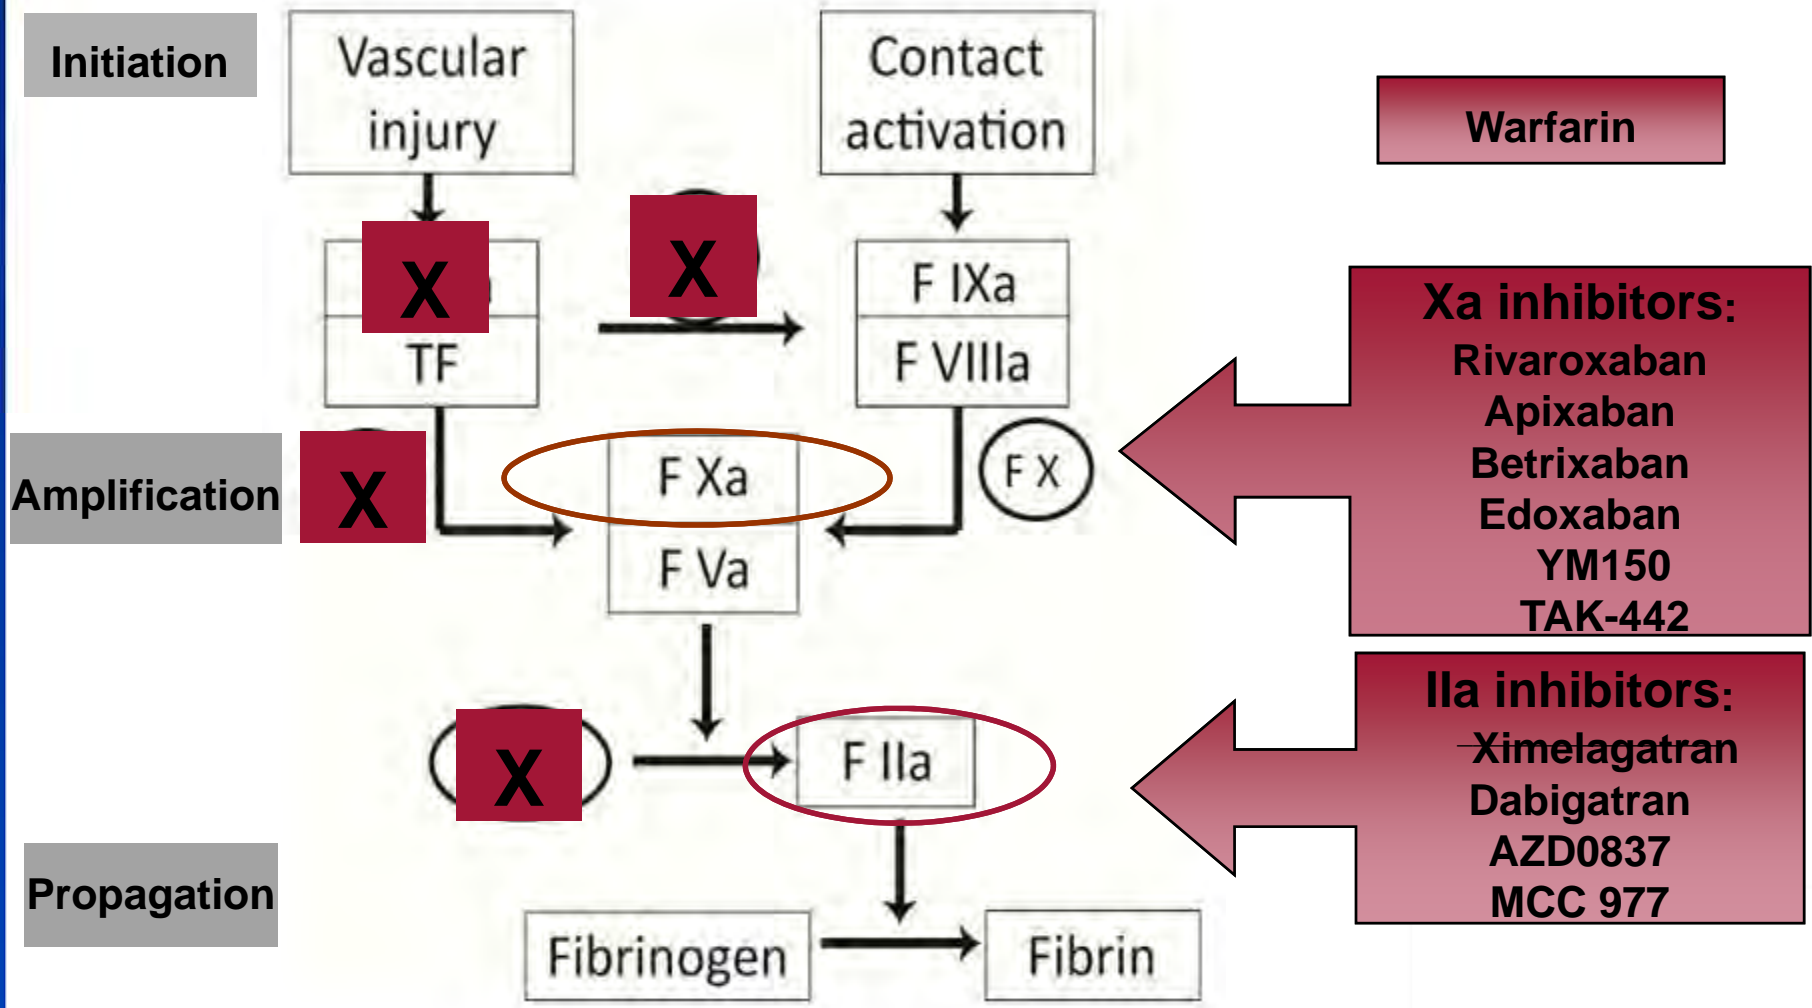 Initiation
Vascular
injury
Contact
activation
Warfarin
X
X
TF
F IXa
F VIIIa
Xa inhibitors:
Rivaroxaban
Apixaban
Betrixaban
Edoxaban
YM150
TAK-442
Amplification
X
F Xa
F Va
F X
IIa inhibitors:
Ximelagatran
Dabigatran
AZD0837
MCC 977
X
F IIa
Propagation
Fibrinogen
Fibrin